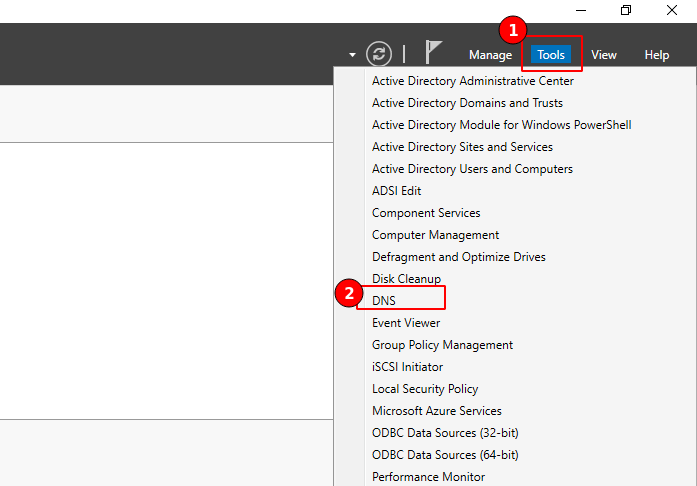 1
Manage Tools View Help
Active Directory Administrative Center
Active Directory Domains and Trusts
Active Directory Module for Windows PowerShell
Active Directory Sites and Services
Active Directory Users and Computers
ADSI Edit
Component Services
Computer Management
Defragment and Optimize Drives
Disk Cleanup
2
DNS
Event Viewer
Group Policy Management
iSCSI Initiator
Local Security Policy
Microsoft Azure Services
ODBC Data Sources (32-bit)
ODBC Data Sources (64-bit)
Performance Monitor